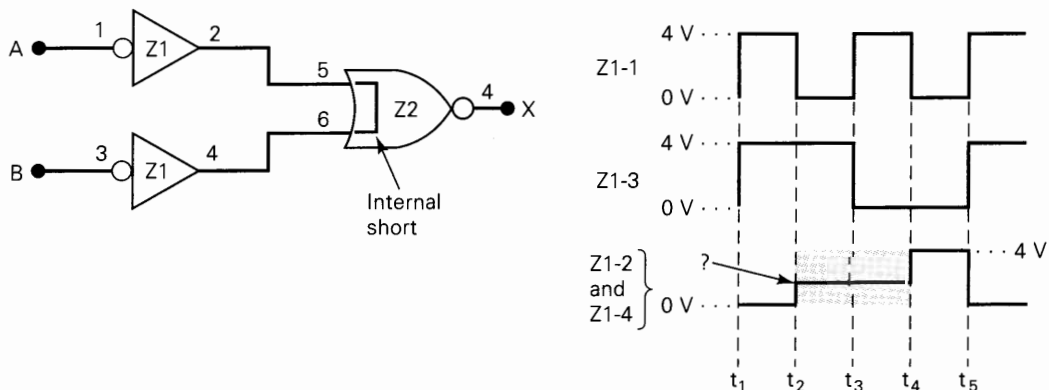 A
1
Z1
2
5
Z2
4
X
6
B
3
Z1
4
Internal
short
Z1-1
4 V
0 V
Z1-3
4 V
0 V
Z1-2
and
Z1-4
?
4 V
0 V
t1 t2 t3 t4 t5